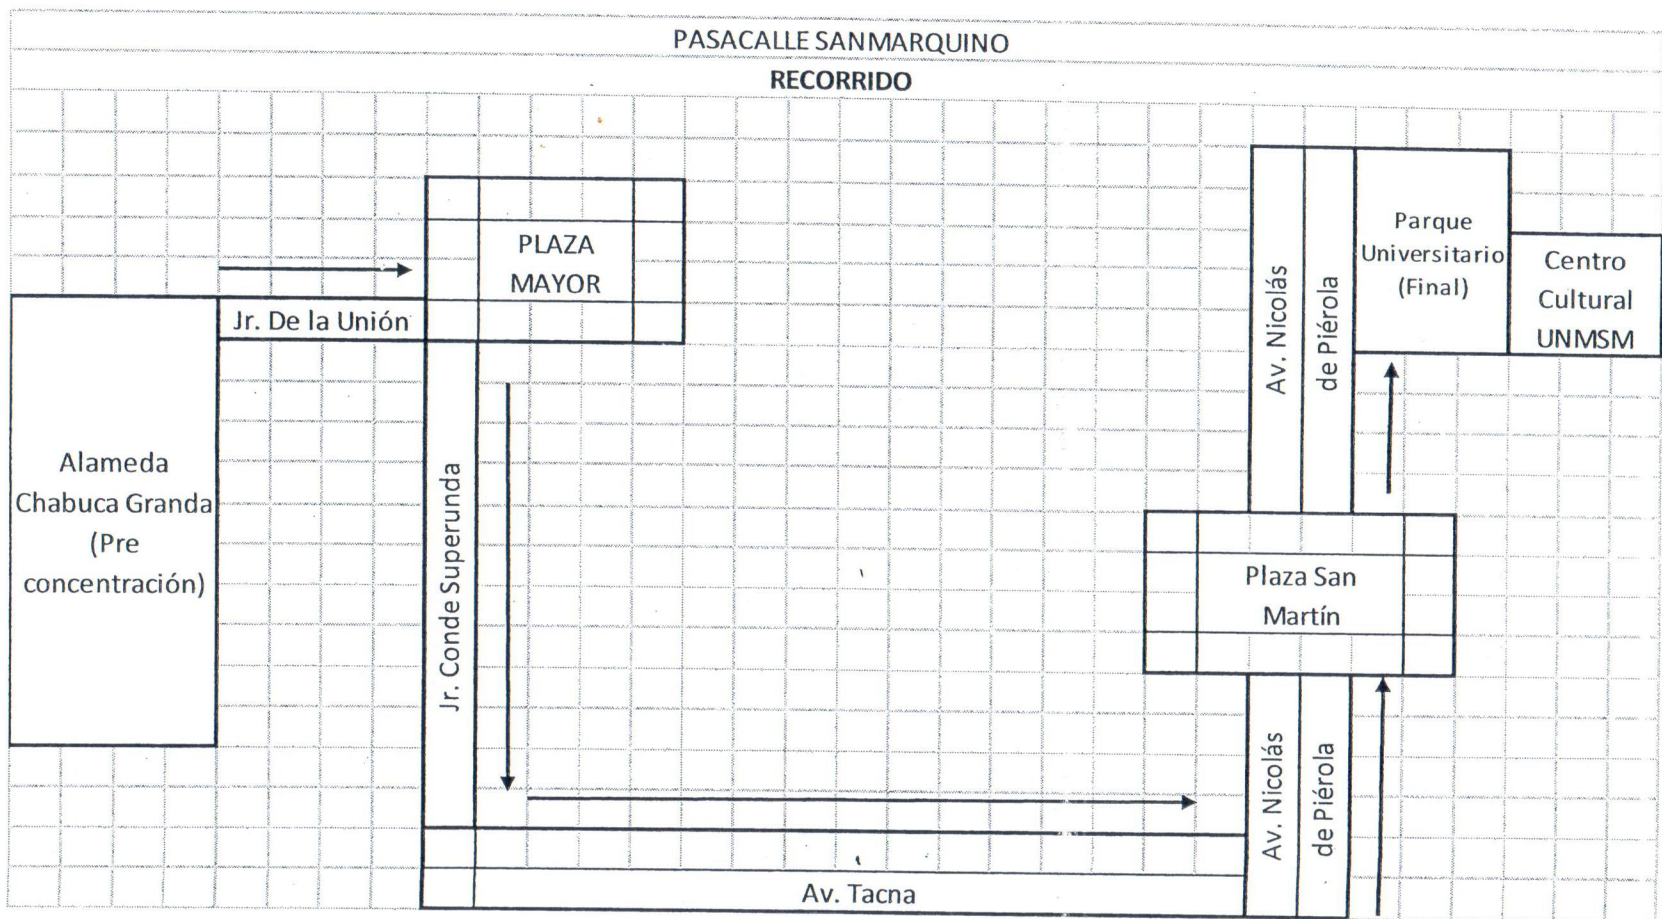 PASACALLE SANMARQUINO
RECORRIDO
PLAZA
MAYOR
Jr. De la Unión
Alameda
Chabuca Granda
(Pre
concentración)
Jr. Conde Superunda
Av. Tacna
Av. Nicolás
de Piérola
Plaza San
Martín
Av. Nicolás
de Piérola
Parque
Universitario
(Final)
Centro
Cultural
UNMSM